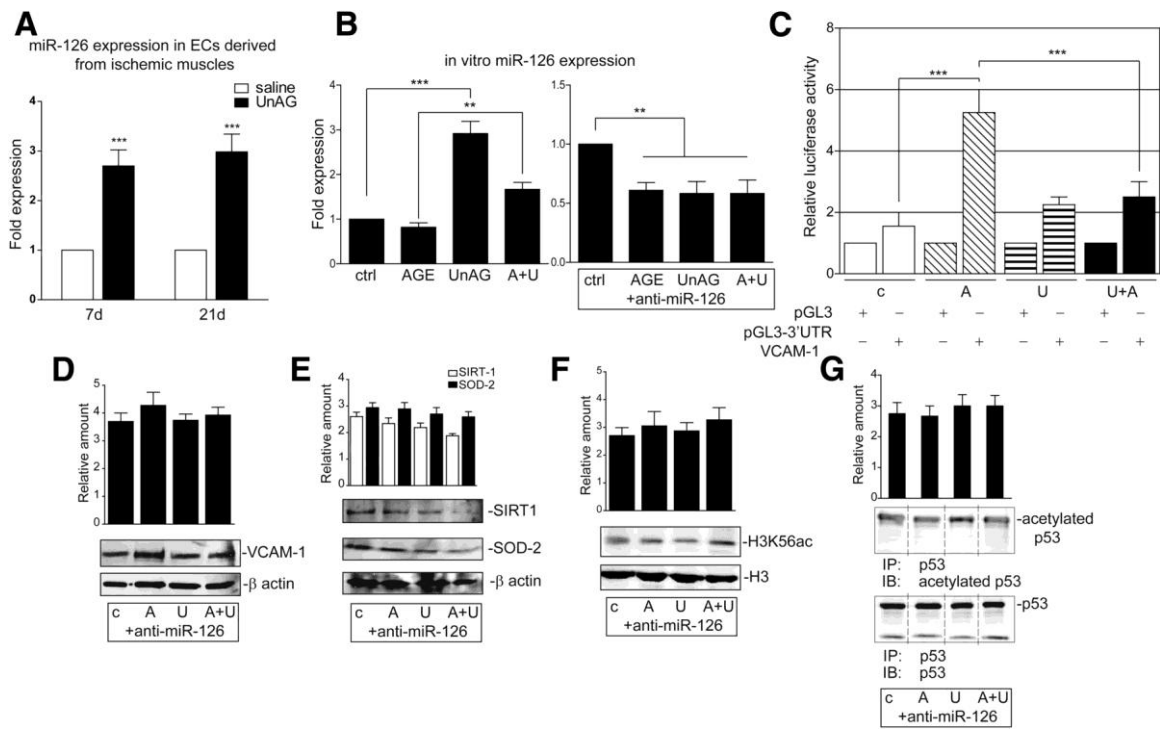 A
miR-126 expression in ECs derived
from ischemic muscles
saline
UnAG
Fold expression
4
3
2
1
0
***
***
7d
21d
B
in vitro miR-126 expression
Fold expression
4
3
2
1
0
***
**
ctrl
AGE
UnAG
A+U
1.5
1.0
0.5
0.0
**
ctrl
AGE
UnAG
A+U
+anti-miR-126
C
Relative luciferase activity
8
6
4
2
0
***
***
c
A
U
U+A
pGL3
+ – + – + – + –
pGL3-3'UTR
VCAM-1
– + – + – + – +
D
Relative amount
5
4
3
2
1
0
-VCAM-1
-β actin
c A U A+U
+anti-miR-126
E
SIRT-1
SOD-2
Relative amount
4
3
2
1
0
-SIRT1
-SOD-2
-β actin
c A U A+U
+anti-miR-126
F
Relative amount
5
4
3
2
1
0
-H3K56ac
-H3
c A U A+U
+anti-miR-126
G
Relative amount
4
3
2
1
0
-acetylated
p53
IP: p53
IB: acetylated p53
-p53
IP: p53
IB: p53
c A U A+U
+anti-miR-126